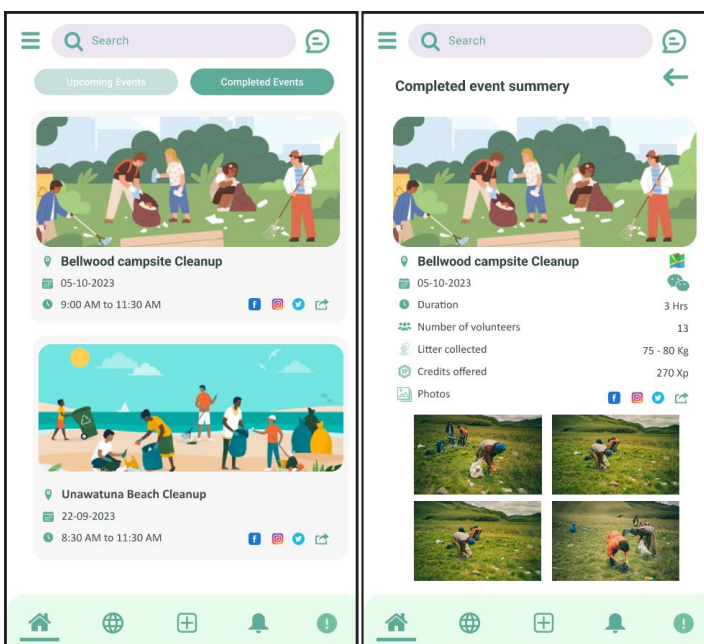 Search
Upcoming Events
Completed Events
Bellwood campsite Cleanup
05-10-2023
9:00 AM to 11:30 AM
Unawatuna Beach Cleanup
22-09-2023
8:30 AM to 11:30 AM
Search
Completed event summery
Bellwood campsite Cleanup
05-10-2023
Duration 3 Hrs
Number of volunteers 13
Litter collected 75 - 80 Kg
Credits offered 270 Xp
Photos